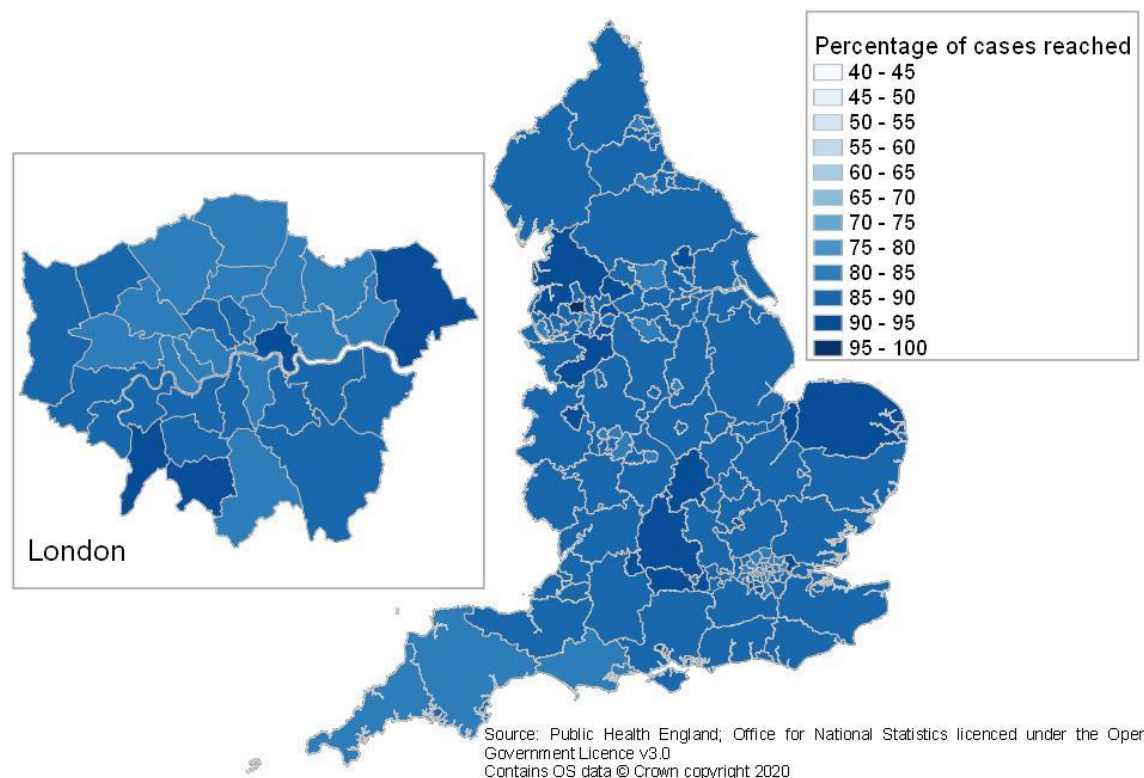 Percentage of cases reached
40 - 45
45 - 50
50 - 55
55 - 60
60 - 65
65 - 70
70 - 75
75 - 80
80 - 85
85 - 90
90 - 95
95 - 100
London
Source: Public Health England; Office for National Statistics licenced under the Oper
Government Licence v3.0
Contains OS data © Crown copyright 2020